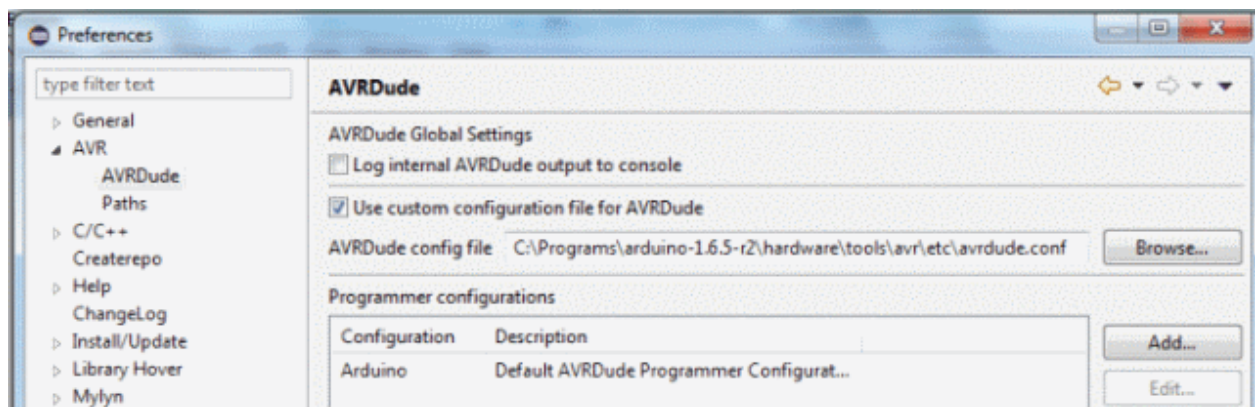 Preferences
type filter text
General
AVR
AVRDude
Paths
C/C++
Createrepo
Help
ChangeLog
Install/Update
Library Hover
Mylyn
AVRDude
AVRDude Global Settings
Log internal AVRDude output to console
Use custom configuration file for AVRDude
AVRDude config file C:\Programs\arduino-1.6.5-r2\hardware\tools\avr\etc\avrdude.conf Browse...
Programmer configurations
Configuration Description
Arduino Default AVRDude Programmer Configurat...
Add...
Edit...